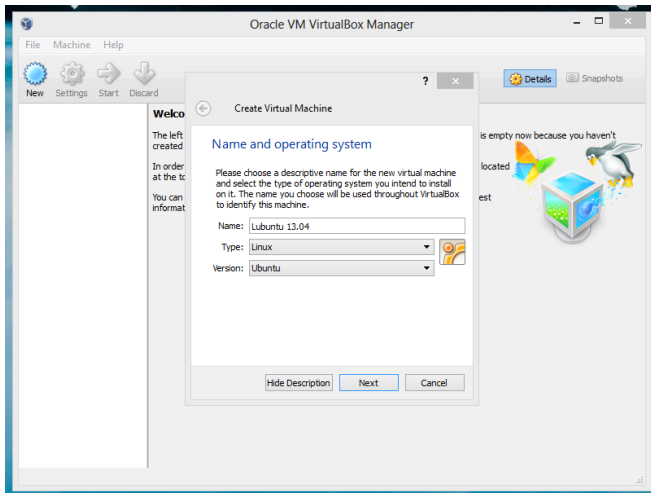 Oracle VM VirtualBox Manager
File Machine Help
New Settings Start Discard
Details Snapshots
Welco
The left
created
In order
at the to
You can
informat
is empty now because you haven't
located
est
?
Create Virtual Machine
Name and operating system
Please choose a descriptive name for the new virtual machine
and select the type of operating system you intend to install
on it. The name you choose will be used throughout VirtualBox
to identify this machine.
Name: Lubuntu 13.04
Type: Linux
Version: Ubuntu
Hide Description Next Cancel